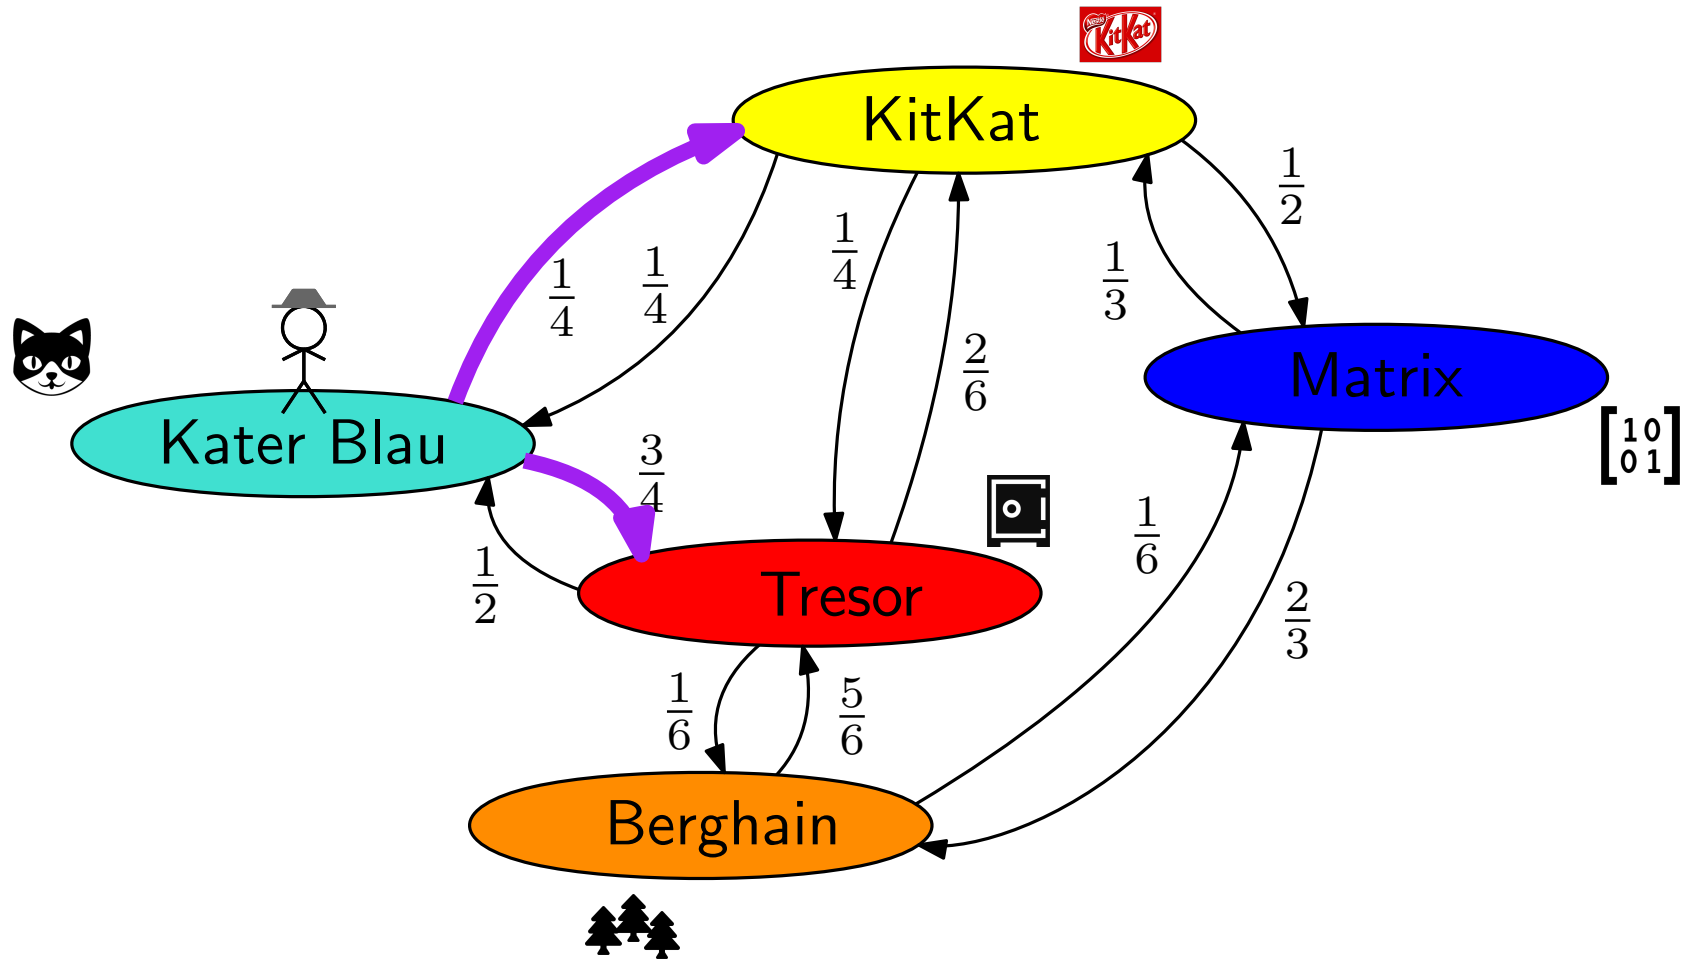 Nestle
KitKat
KitKat
1/2
1/4
1/4
1/4
1/3
2/6
Matrix
Kater Blau
1 0
0 1
3/4
1/6
1/2
Tresor
2/3
1/6
5/6
Berghain